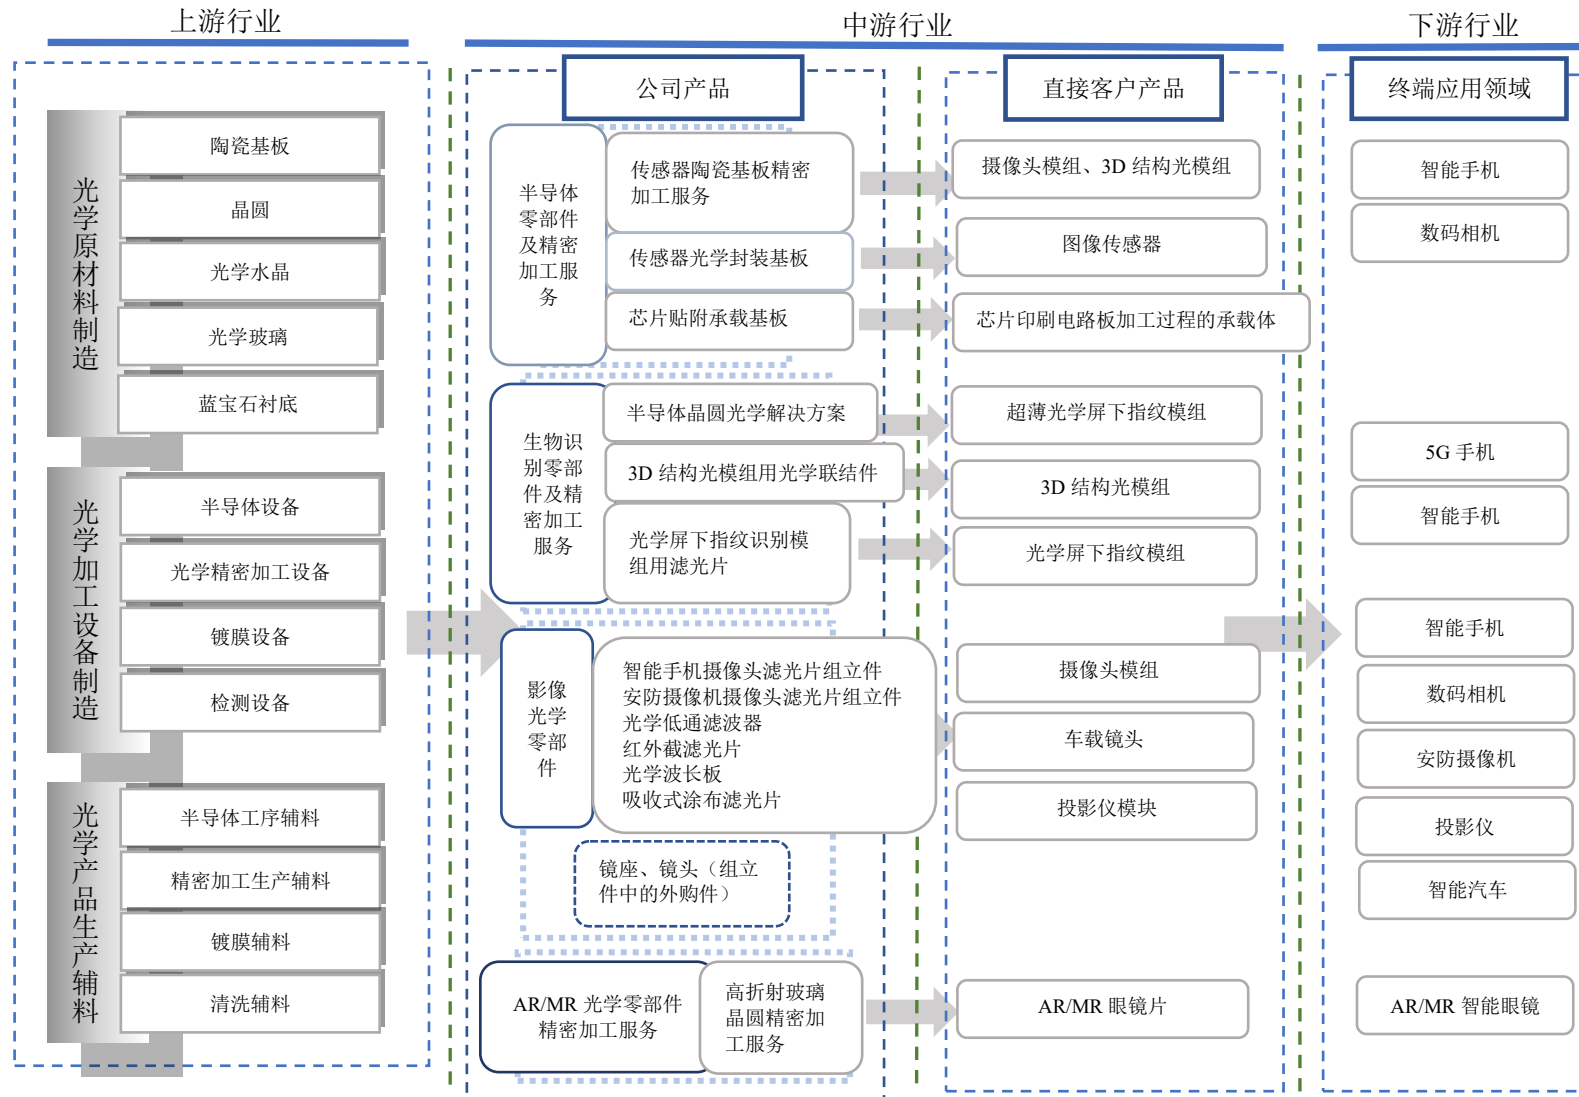 上游行业
中游行业
下游行业
公司产品
直接客户产品
终端应用领域
光学原材料制造
陶瓷基板
晶圆
光学水晶
光学玻璃
蓝宝石衬底
光学加工设备制造
半导体设备
光学精密加工设备
镀膜设备
检测设备
光学产品生产辅料
半导体工序辅料
精密加工生产辅料
镀膜辅料
清洗辅料
半导体
零部件
及精密
加工服
务
传感器陶瓷基板精密
加工服务
传感器光学封装基板
芯片贴附承载基板
生物识
别零部
件及精
密加工
服务
半导体晶圆光学解决方案
3D 结构光模组用光学联结件
光学屏下指纹识别模
组用滤光片
影像
光学
零部
件
智能手机摄像头滤光片组立件
安防摄像机摄像头滤光片组立件
光学低通滤波器
红外截滤光片
光学波长板
吸收式涂布滤光片
镜座、镜头（组立
件中的外购件）
AR/MR 光学零部件
精密加工服务
高折射玻璃
晶圆精密加
工服务
摄像头模组、3D 结构光模组
图像传感器
芯片印刷电路板加工过程的承载体
超薄光学屏下指纹模组
3D 结构光模组
光学屏下指纹模组
摄像头模组
车载镜头
投影仪模块
AR/MR 眼镜片
智能手机
数码相机
5G 手机
智能手机
智能手机
数码相机
安防摄像机
投影仪
智能汽车
AR/MR 智能眼镜